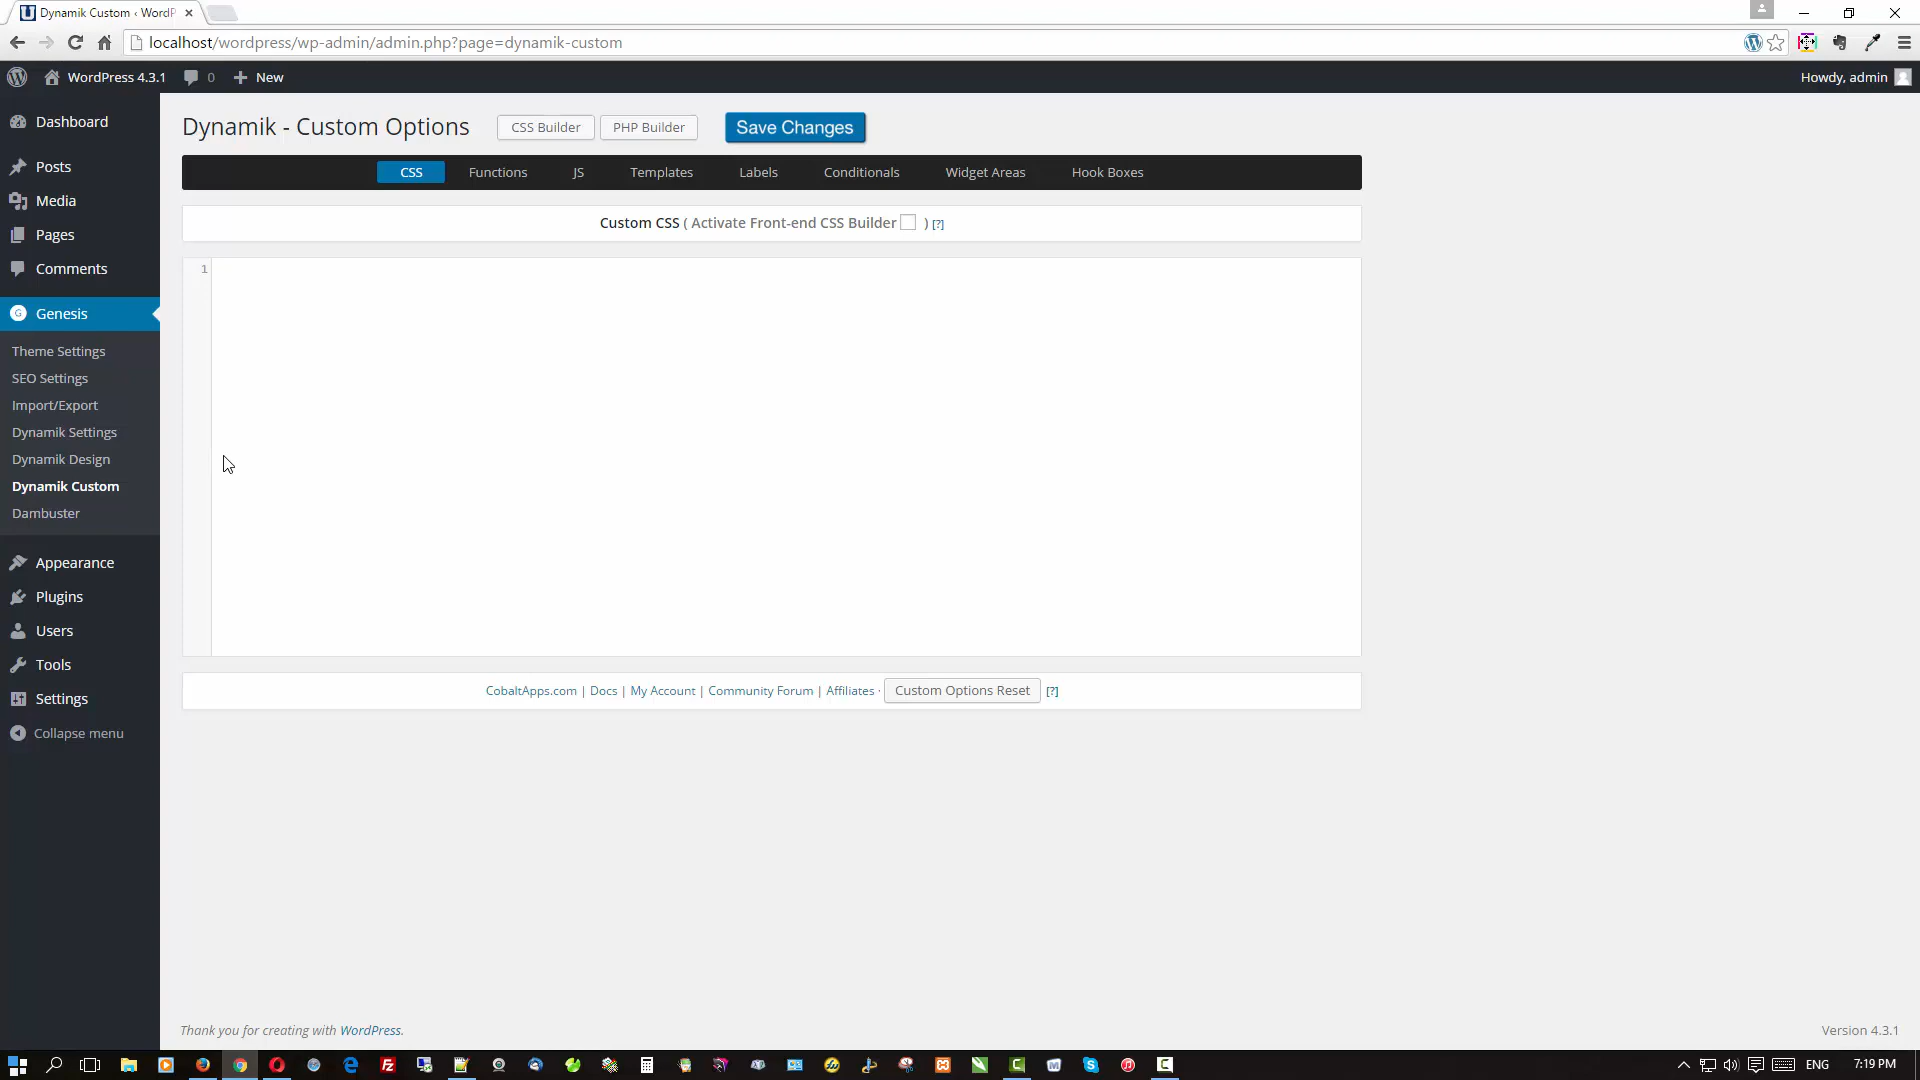 Dynamik Custom ‹ WordP
localhost/wordpress/wp-admin/admin.php?page=dynamik-custom
WordPress 4.3.1
0
New
Howdy, admin
Dashboard
Posts
Media
Pages
Comments
Genesis
Theme Settings
SEO Settings
Import/Export
Dynamik Settings
Dynamik Design
Dynamik Custom
Dambuster
Appearance
Plugins
Users
Tools
Settings
Collapse menu
Dynamik - Custom Options
CSS Builder
PHP Builder
Save Changes
CSS
Functions
JS
Templates
Labels
Conditionals
Widget Areas
Hook Boxes
Custom CSS ( Activate Front-end CSS Builder ) [?]
1
CobaltApps.com | Docs | My Account | Community Forum | Affiliates · Custom Options Reset [?]
Thank you for creating with WordPress.
Version 4.3.1
ENG
7:19 PM